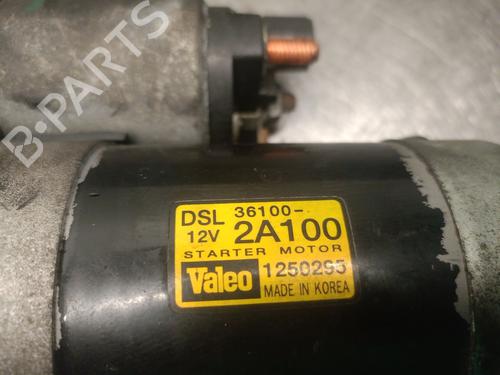 B-PARTS
DSL 36100-
12V 2A100
STARTER MOTOR
Valeo 1250295
MADE IN KOREA